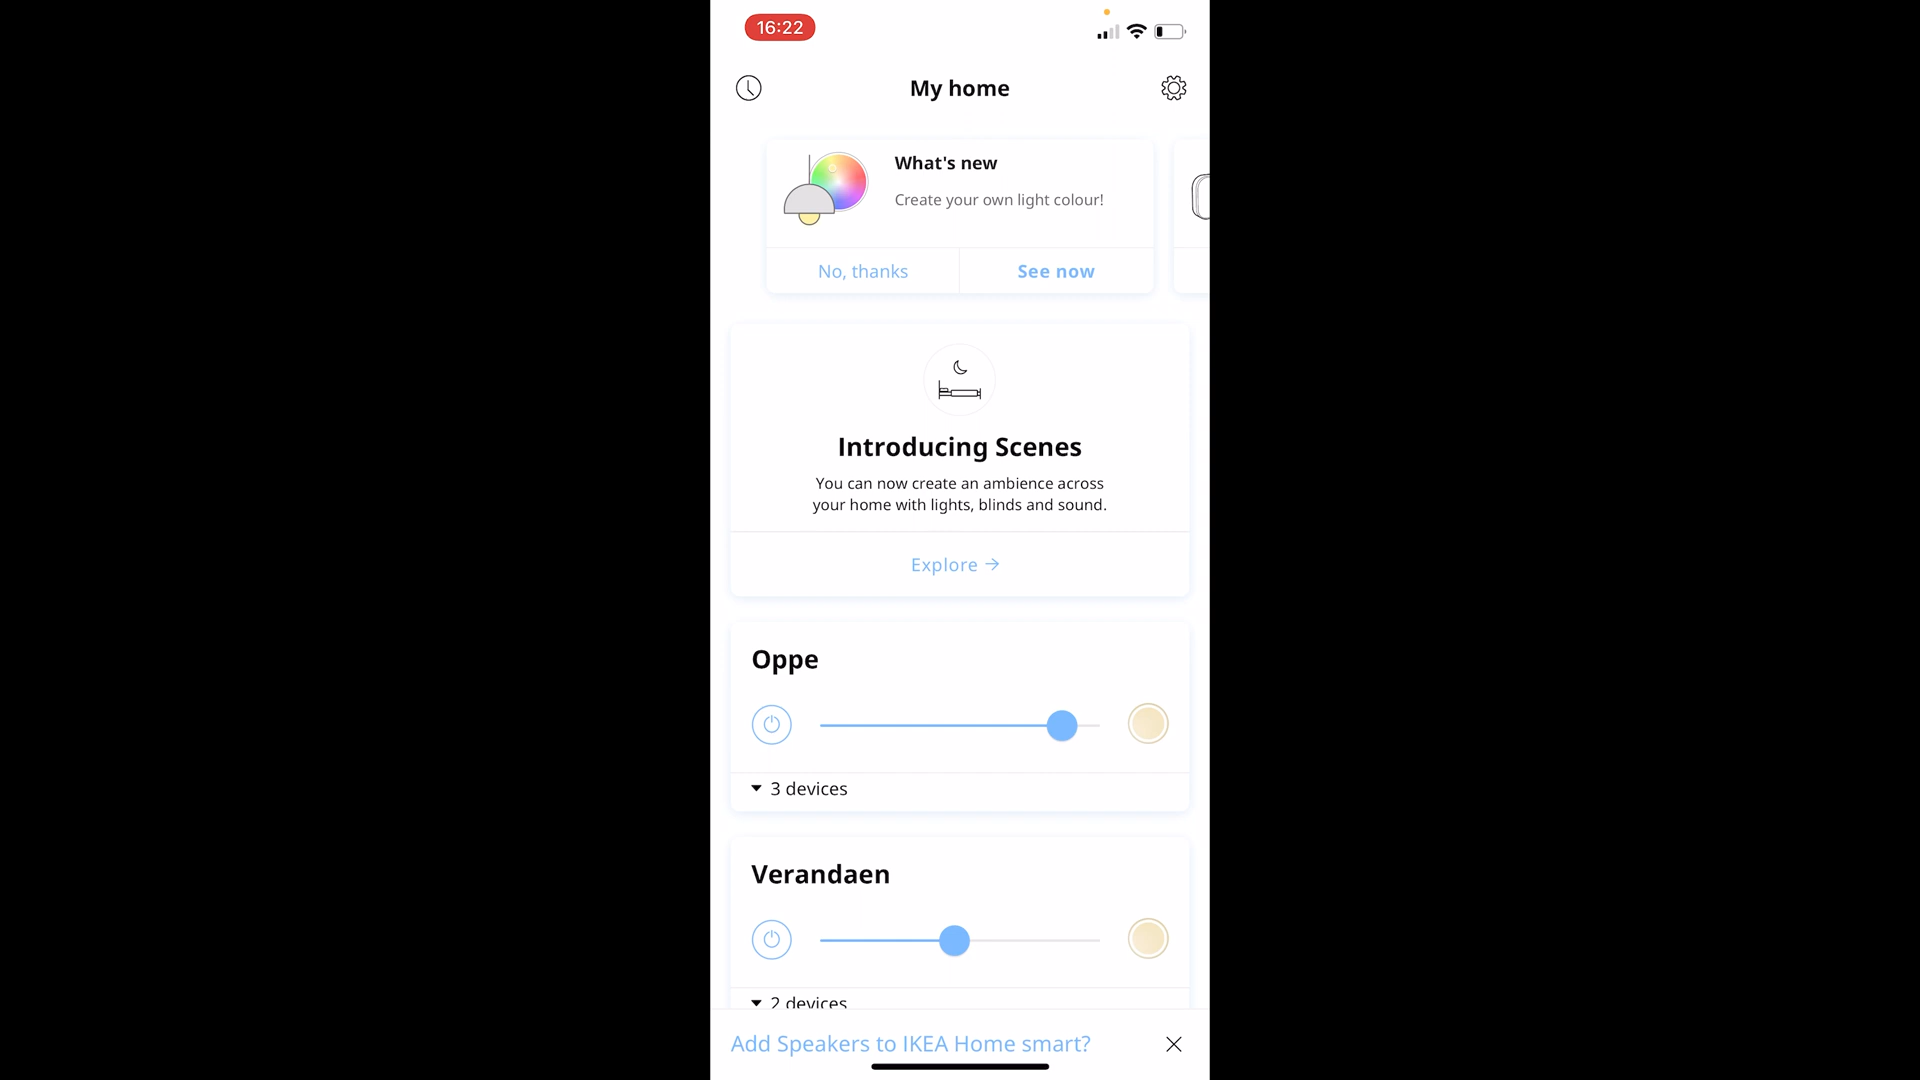 16:22
My home
What's new
Create your own light colour!
No, thanks
See now
Introducing Scenes
You can now create an ambience across
your home with lights, blinds and sound.
Explore →
Oppe
3 devices
Verandaen
2 devices
Add Speakers to IKEA Home smart?